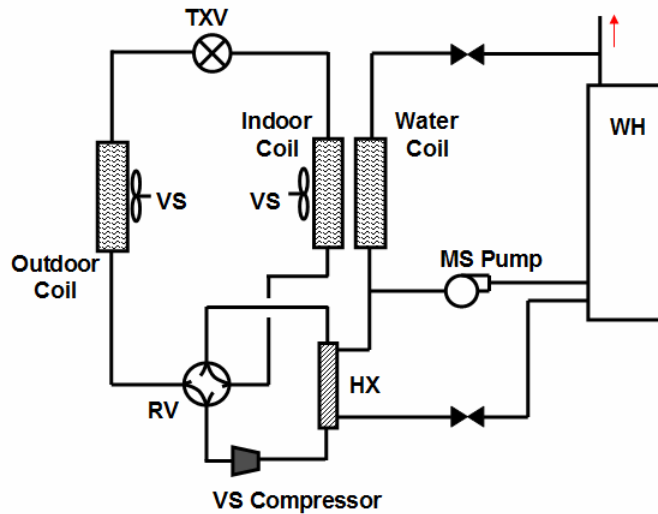 TXV
Indoor
Coil
Water
Coil
WH
VS
VS
Outdoor
Coil
MS Pump
RV
HX
VS Compressor